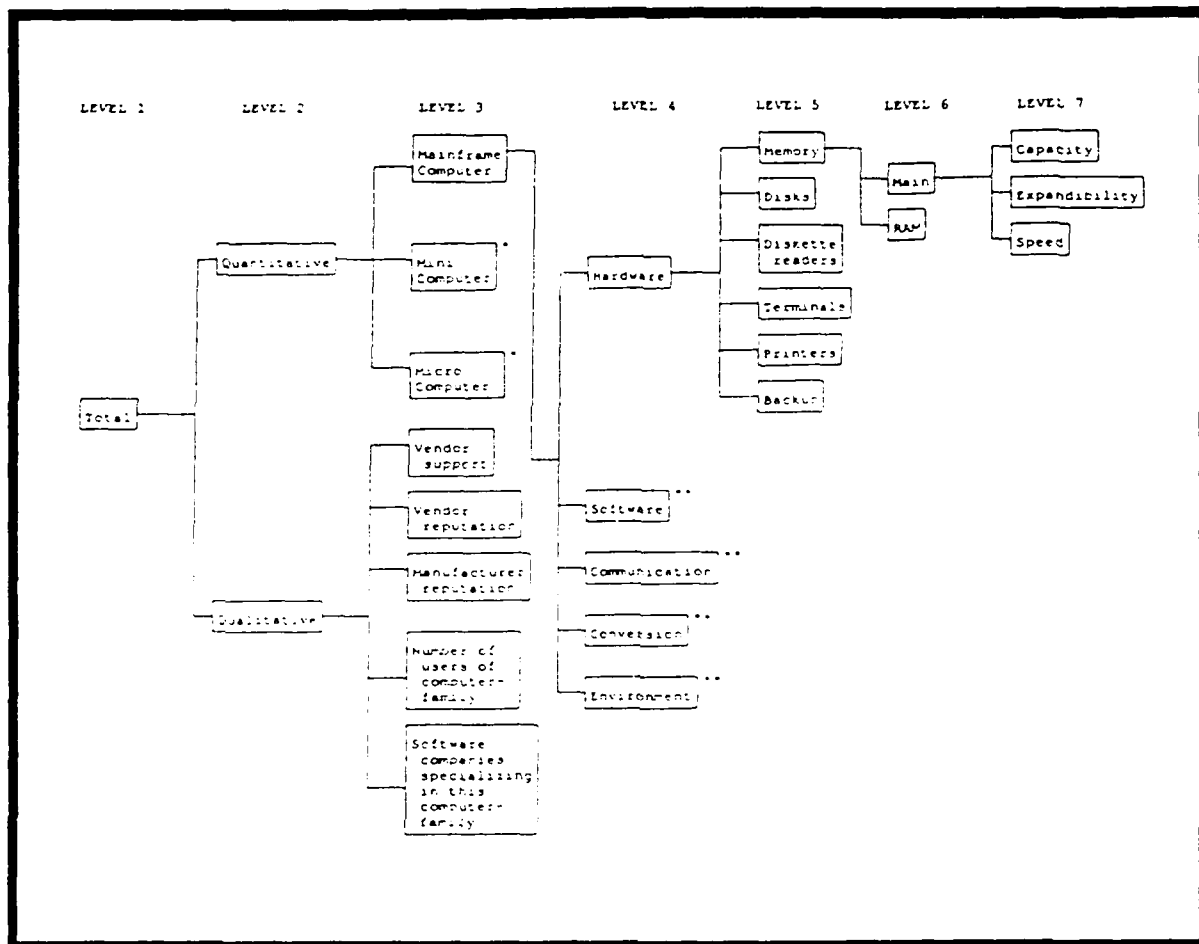 LEVEL 1 LEVEL 2 LEVEL 3 LEVEL 4 LEVEL 5 LEVEL 6 LEVEL 7
Total
Quantitative
Qualitative
Mainframe
Computer
Mini *
Computer
Micro *
Computer
Vendor
support
Vendor
reputation
Manufacturer
reputation
Number of
users of
computer-
family
Software
companies
specializing
in this
computer-
family
Hardware
Software **
Communication **
Conversion **
Environment **
Memory
Disks
Diskette
readers
Terminals
Printers
Backup
Main
RAM
Capacity
Expandibility
Speed